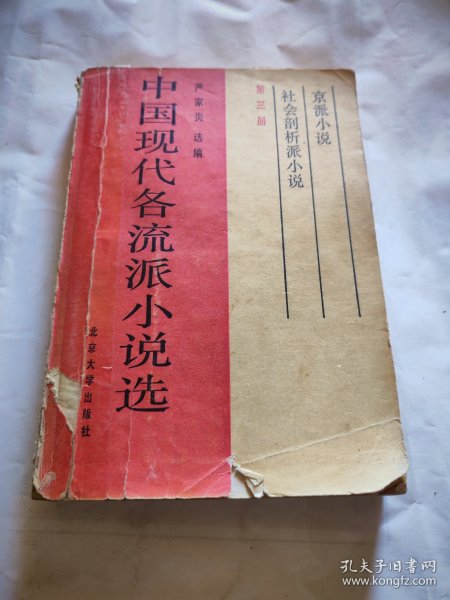 京派小说
社会剖析派小说
第三册
严家炎 选编
中国现代各流派小说选
北京大学出版社
孔夫子旧书网
www.kongfz.com